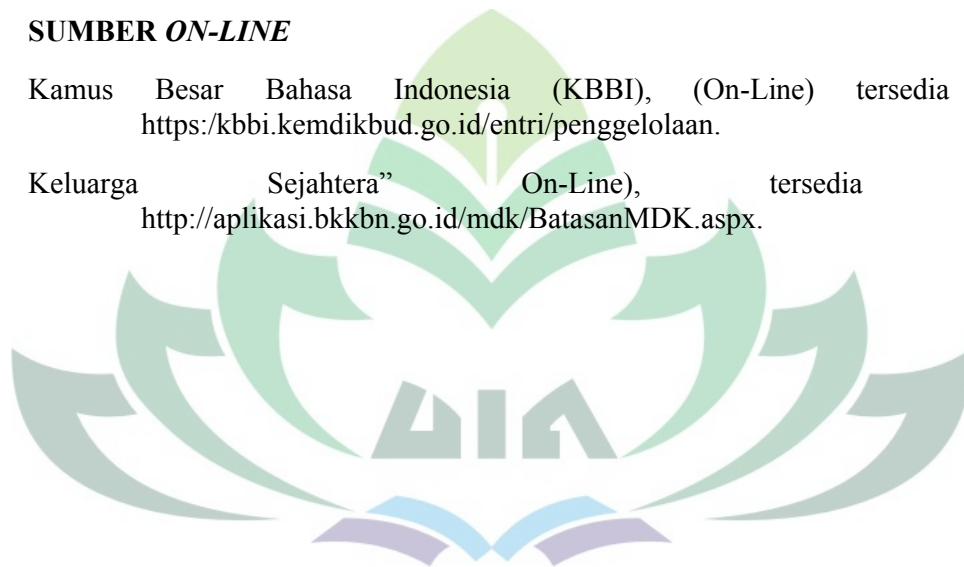 SUMBER ON-LINE
Kamus Besar Bahasa Indonesia (KBBI), (On-Line) tersedia
https:/kbbi.kemdikbud.go.id/entri/penggelolaan.
Keluarga Sejahtera” On-Line), tersedia
http://aplikasi.bkkbn.go.id/mdk/BatasanMDK.aspx.
UIN